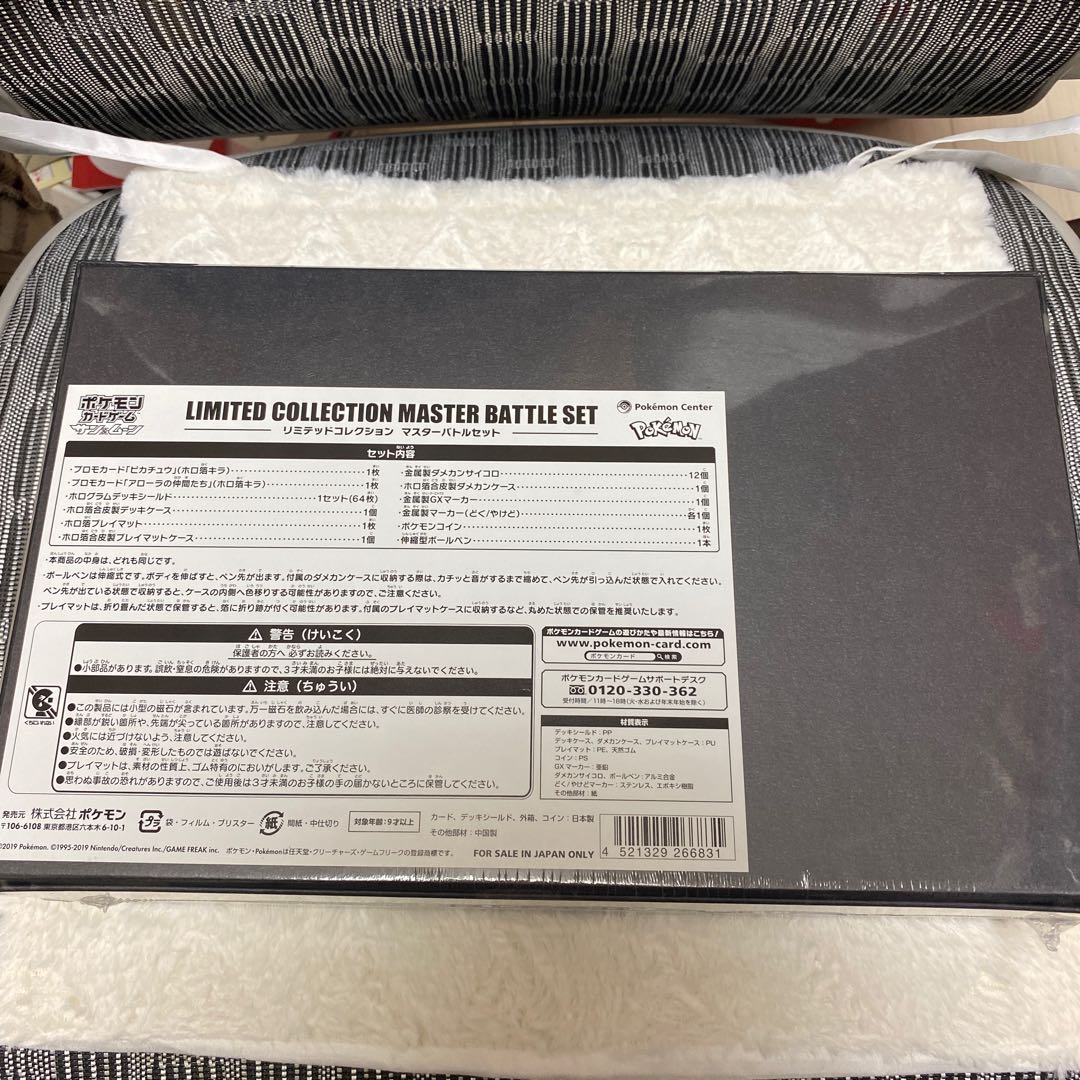 ポケモン
カードゲーム
サン&ムーン
LIMITED COLLECTION MASTER BATTLE SET
リミテッドコレクション マスターバトルセット
Pokémon Center
POKÉMON
セット内容
・プロモカード「ピカチュウ」(ホロ箔キラ) 1枚
・プロモカード「アローラの仲間たち」(ホロ箔キラ) 1枚
・ホログラムデッキシールド 1セット(64枚)
・ホロ箔合皮製デッキケース 1個
・ホロ箔プレイマット 1枚
・ホロ箔合皮製プレイマットケース 1個
・金属製ダメカンサイコロ 12個
・ホロ箔合皮製ダメカンケース 1個
・金属製GXマーカー 1個
・金属製マーカー(どく/やけど) 各1個
・ポケモンコイン 1枚
・伸縮型ボールペン 1本
・本商品の中身は、どれも同じです。
・ボールペンは伸縮式です。ボディを伸ばすと、ペン先が出ます。付属のダメカンケースに収納する際は、カチッと音がするまで縮めて、ペン先が引っ込んだ状態で入れてください。
ペン先が出ている状態で収納すると、ケースの内側へ色移りする可能性がありますので、ご注意ください。
・プレイマットは、折り畳んだ状態で保管すると、箔に折り跡が付く可能性があります。付属のプレイマットケースに収納するなど、丸めた状態での保管を推奨いたします。
⚠ 警告(けいこく)
保護者の方へ 必ずお読みください。
●小部品があります。誤飲・窒息の危険がありますので、3才未満のお子様には絶対に与えないでください。
⚠ 注意(ちゅうい)
●この製品には小型の磁石が含まれています。万一磁石を飲み込んだ場合には、すぐに医師の診察を受けてください。
●縁部が鋭い箇所や、先端が尖っている箇所がありますので、注意してください。
●火気には近づけないよう、注意してください。
●安全のため、破損・変形したものでは遊ばないでください。
●プレイマットは、素材の性質上、ゴム特有のにおいがします。ご了承ください。
●思わぬ事故の恐れがありますので、ご使用後は3才未満のお子様の手の届かないところに保管してください。
くちにいれない
ポケモンカードゲームの遊びかたや最新情報はこちら!
www.pokemon-card.com
ポケモンカード 検索
ポケモンカードゲームサポートデスク
0120-330-362
受付時間/11時〜18時(火・水および年末年始を除く)
材質表示
デッキシールド:PP
デッキケース、ダメカンケース、プレイマットケース:PU
プレイマット:PE、天然ゴム
コイン:PS
GXマーカー:亜鉛
ダメカンサイコロ、ボールペン:アルミ合金
どく/やけどマーカー:ステンレス、エポキシ樹脂
その他部材:紙
発売元 株式会社 ポケモン
〒106-6108 東京都港区六本木6-10-1
プラ
袋・フィルム・ブリスター
紙
間紙・中仕切り
対象年齢:9才以上
カード、デッキシールド、外箱、コイン:日本製
その他部材:中国製
©2019 Pokémon. ©1995-2019 Nintendo/Creatures Inc./GAME FREAK inc.
ポケモン・Pokémonは任天堂・クリーチャーズ・ゲームフリークの登録商標です。
FOR SALE IN JAPAN ONLY
4 521329 266831